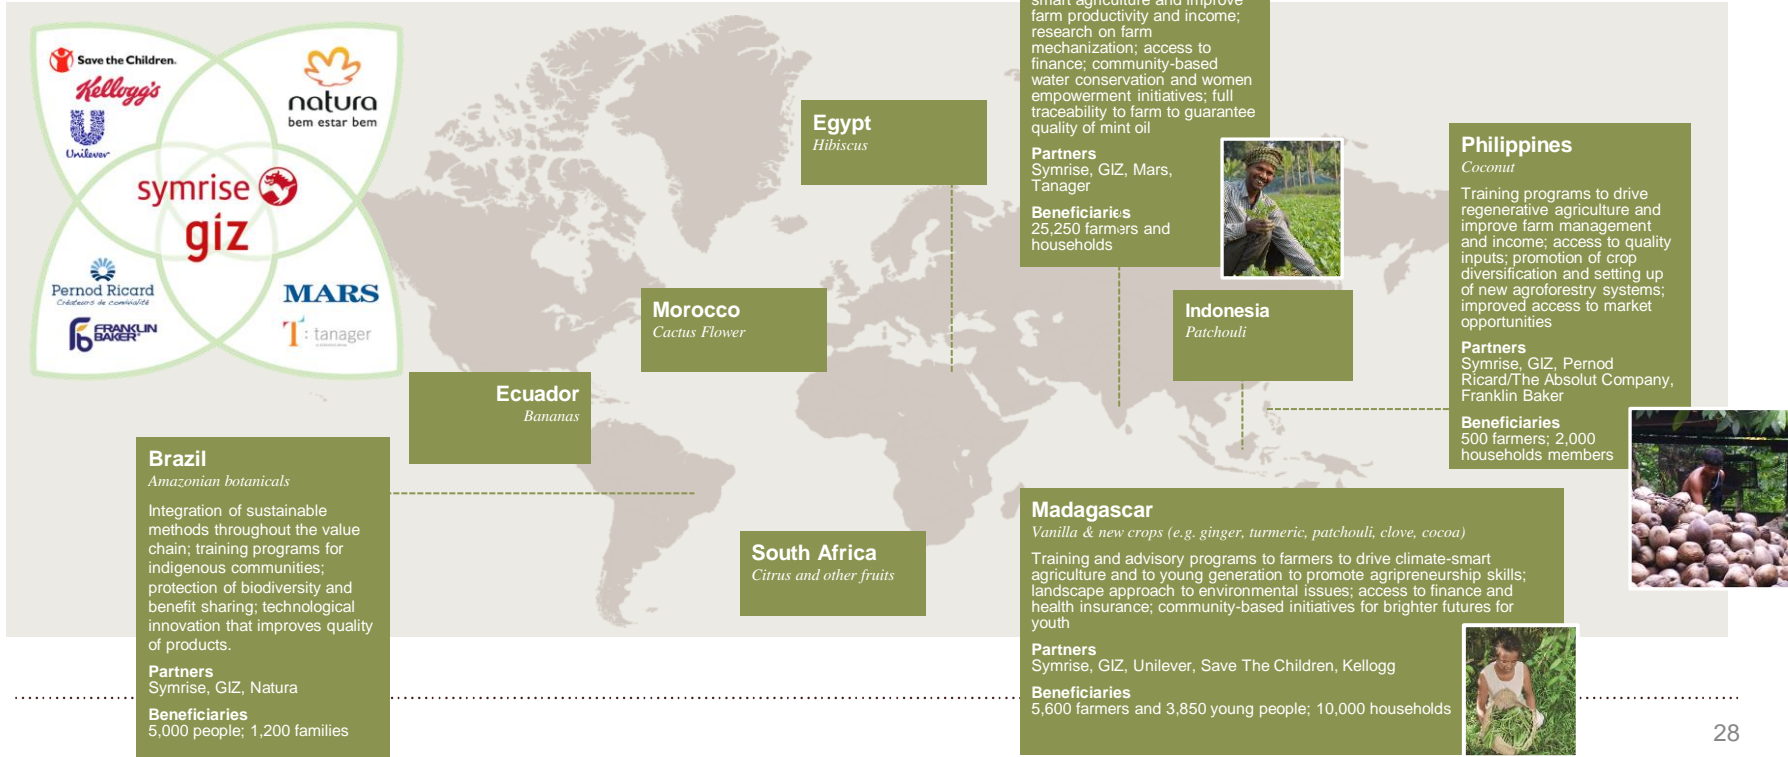 Save the Children.
Kellogg's
Unilever
natura
bem estar bem
symrise
giz
Pernod Ricard
Créateurs de convivialité
FRANKLIN
BAKER
MARS
T: tanager
Egypt
Hibiscus
Morocco
Cactus Flower
Ecuador
Bananas
Brazil
Amazonian botanicals
Integration of sustainable
methods throughout the value
chain; training programs for
indigenous communities;
protection of biodiversity and
benefit sharing; technological
innovation that improves quality
of products.
Partners
Symrise, GIZ, Natura
Beneficiaries
5,000 people; 1,200 families
South Africa
Citrus and other fruits
smart agriculture and improve
farm productivity and income;
research on farm
mechanization; access to
finance; community-based
water conservation and women
empowerment initiatives; full
traceability to farm to guarantee
quality of mint oil
Partners
Symrise, GIZ, Mars,
Tanager
Beneficiaries
25,250 farmers and
households
Indonesia
Patchouli
Philippines
Coconut
Training programs to drive
regenerative agriculture and
improve farm management
and income; access to quality
inputs; promotion of crop
diversification and setting up
of new agroforestry systems;
improved access to market
opportunities
Partners
Symrise, GIZ, Pernod
Ricard/The Absolut Company,
Franklin Baker
Beneficiaries
500 farmers; 2,000
households members
Madagascar
Vanilla & new crops (e.g. ginger, turmeric, patchouli, clove, cocoa)
Training and advisory programs to farmers to drive climate-smart
agriculture and to young generation to promote agripreneurship skills;
landscape approach to environmental issues; access to finance and
health insurance; community-based initiatives for brighter futures for
youth
Partners
Symrise, GIZ, Unilever, Save The Children, Kellogg
Beneficiaries
5,600 farmers and 3,850 young people; 10,000 households
28